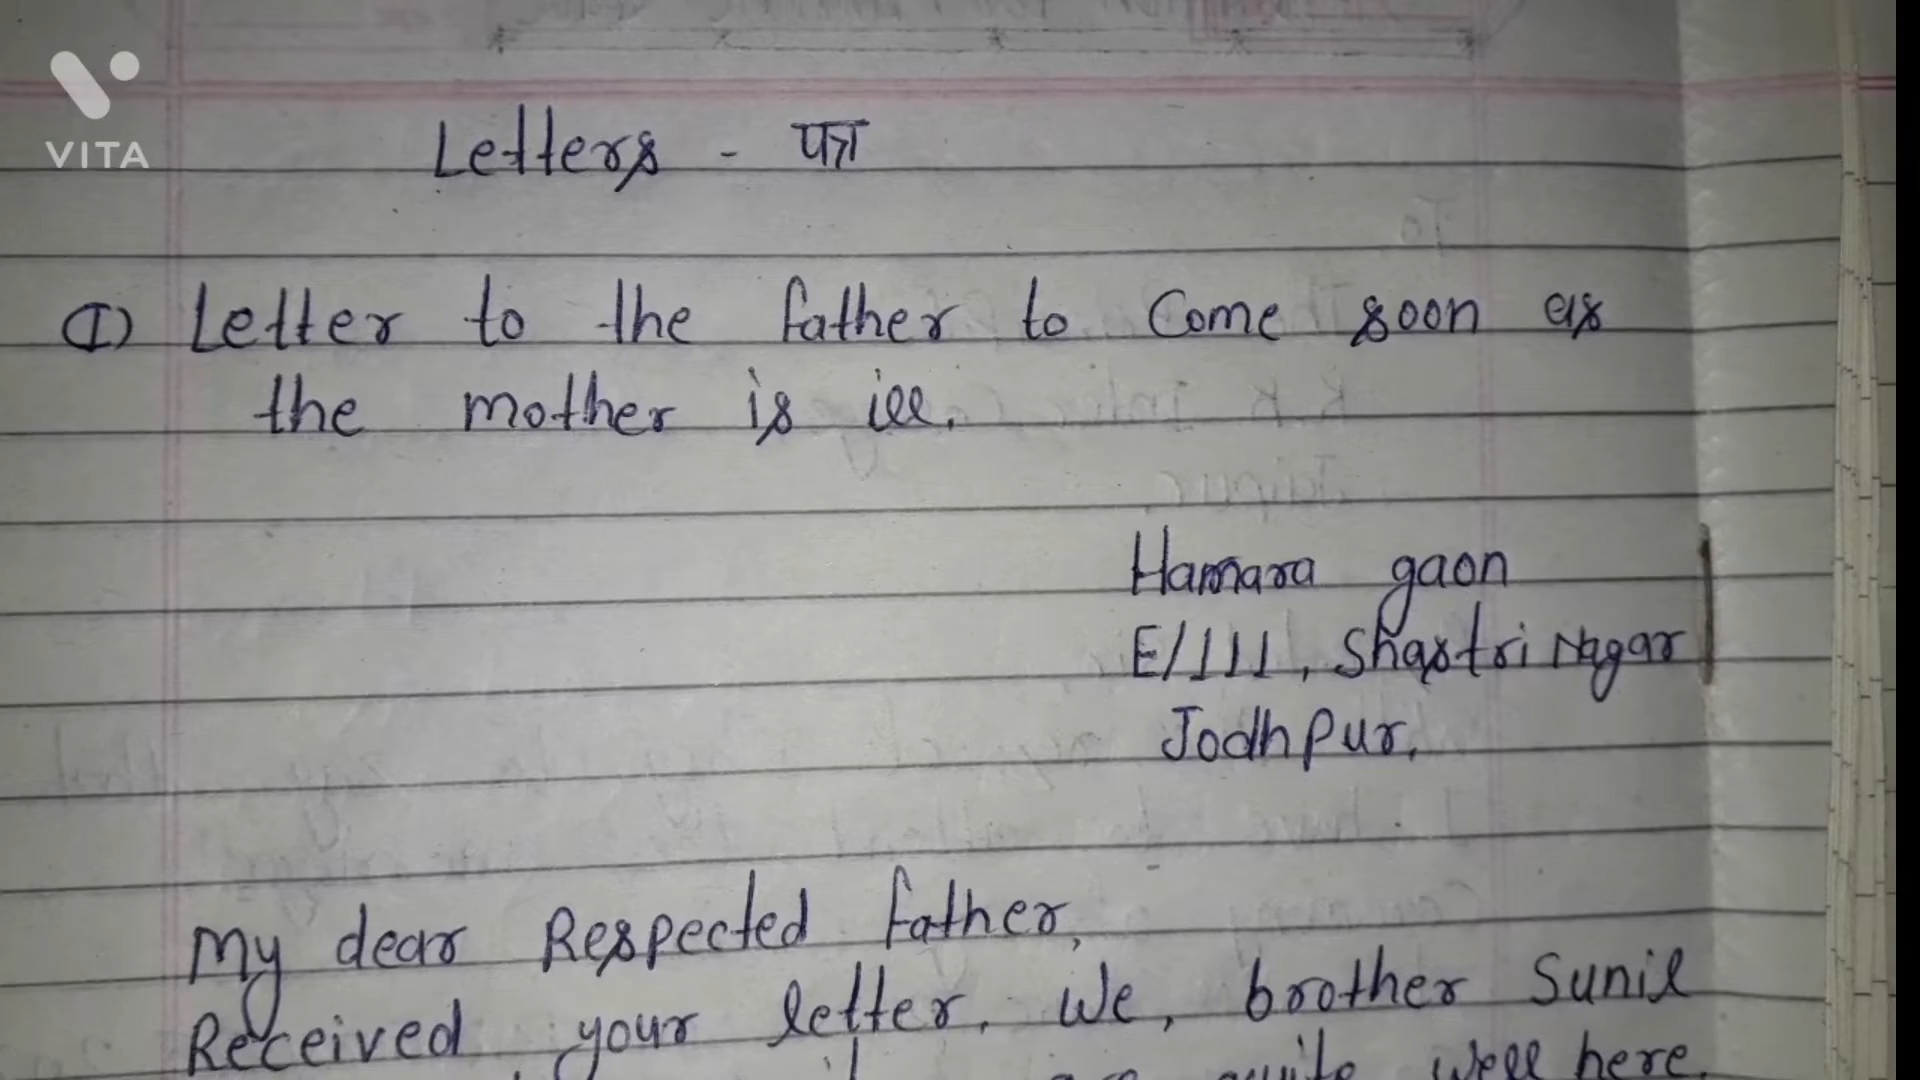 VITA
Letters - पत्र
(I) Letter to the father to Come soon as
the mother is ill.
Hamara gaon
E/111, Shastri Nagar
Jodhpur.
My dear Respected father,
Received your letter. We, brother Sunil
quite well here.